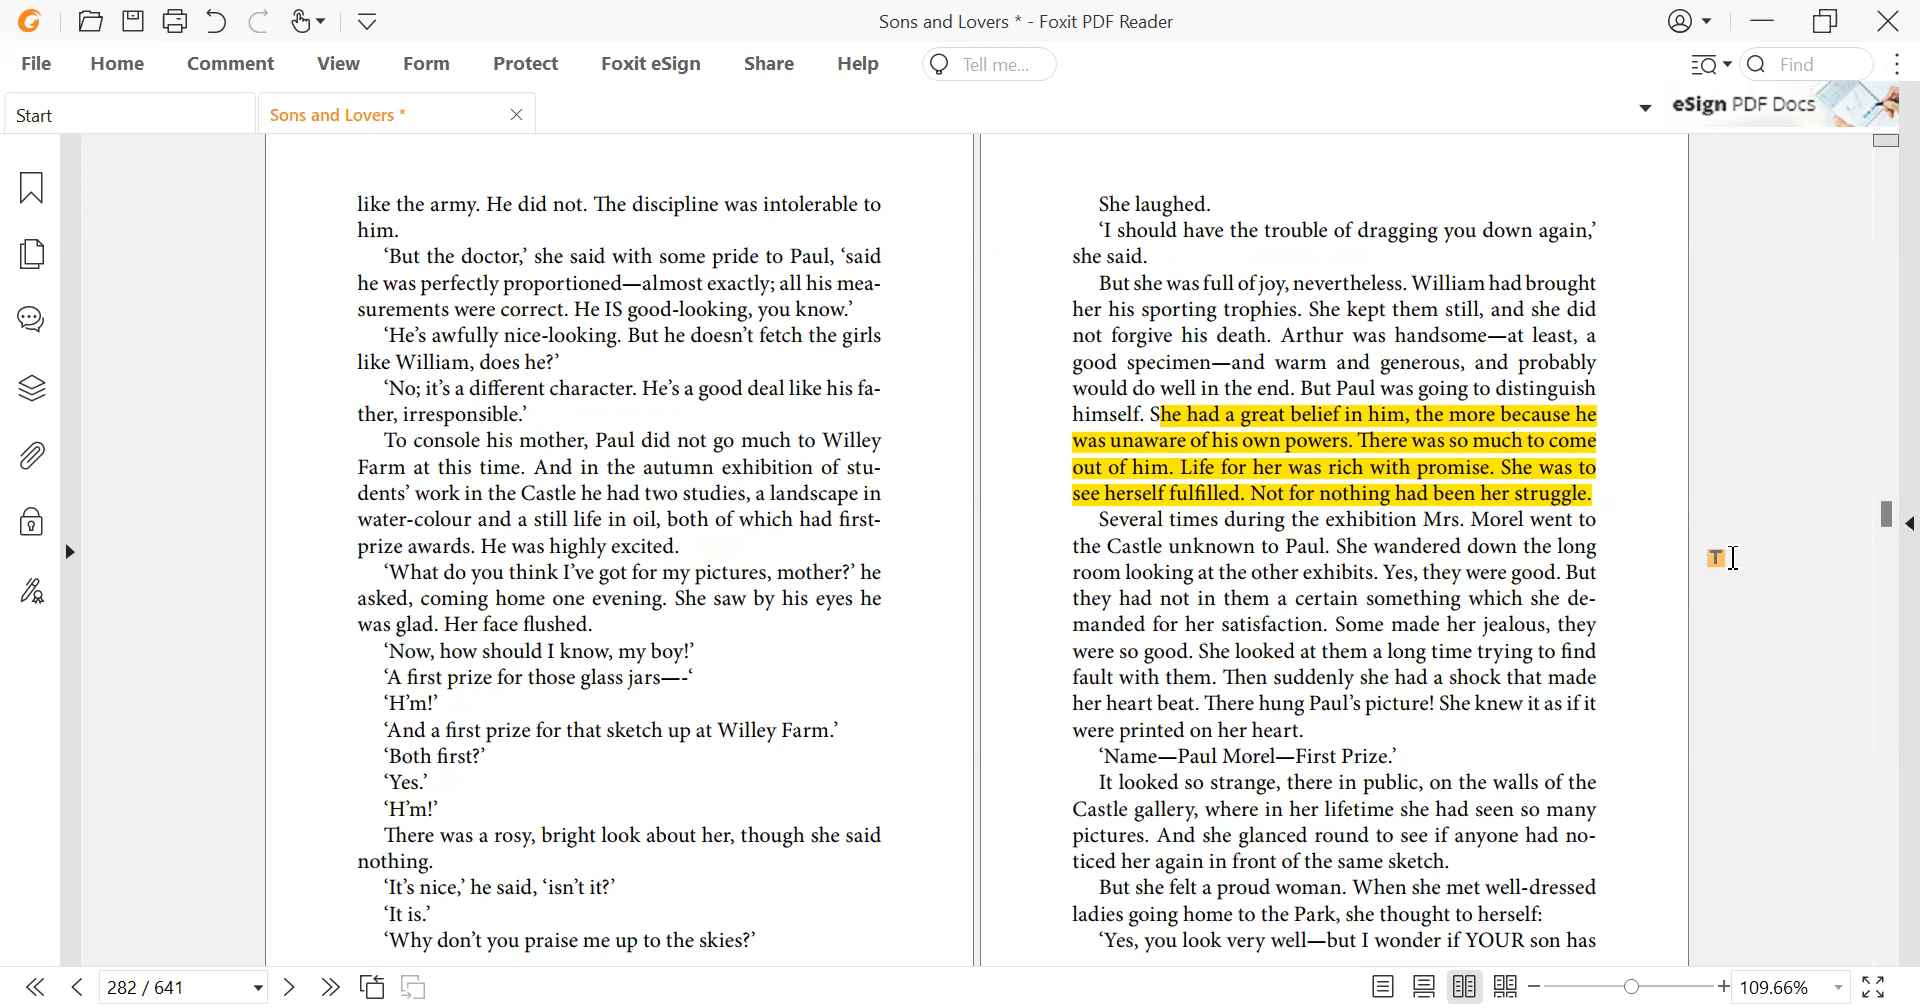 Sons and Lovers * - Foxit PDF Reader
File Home Comment View Form Protect Foxit eSign Share Help Tell me... Find
Start Sons and Lovers * eSign PDF Docs
like the army. He did not. The discipline was intolerable to
him.
‘But the doctor,’ she said with some pride to Paul, ‘said
he was perfectly proportioned—almost exactly; all his mea-
surements were correct. He IS good-looking, you know.’
‘He’s awfully nice-looking. But he doesn’t fetch the girls
like William, does he?’
‘No; it’s a different character. He’s a good deal like his fa-
ther, irresponsible.’
To console his mother, Paul did not go much to Willey
Farm at this time. And in the autumn exhibition of stu-
dents’ work in the Castle he had two studies, a landscape in
water-colour and a still life in oil, both of which had first-
prize awards. He was highly excited.
‘What do you think I’ve got for my pictures, mother?’ he
asked, coming home one evening. She saw by his eyes he
was glad. Her face flushed.
‘Now, how should I know, my boy!’
‘A first prize for those glass jars—-‘
‘H’m!’
‘And a first prize for that sketch up at Willey Farm.’
‘Both first?’
‘Yes.’
‘H’m!’
There was a rosy, bright look about her, though she said
nothing.
‘It’s nice,’ he said, ‘isn’t it?’
‘It is.’
‘Why don’t you praise me up to the skies?’
She laughed.
‘I should have the trouble of dragging you down again,’
she said.
But she was full of joy, nevertheless. William had brought
her his sporting trophies. She kept them still, and she did
not forgive his death. Arthur was handsome—at least, a
good specimen—and warm and generous, and probably
would do well in the end. But Paul was going to distinguish
himself. She had a great belief in him, the more because he
was unaware of his own powers. There was so much to come
out of him. Life for her was rich with promise. She was to
see herself fulfilled. Not for nothing had been her struggle.
Several times during the exhibition Mrs. Morel went to
the Castle unknown to Paul. She wandered down the long
room looking at the other exhibits. Yes, they were good. But
they had not in them a certain something which she de-
manded for her satisfaction. Some made her jealous, they
were so good. She looked at them a long time trying to find
fault with them. Then suddenly she had a shock that made
her heart beat. There hung Paul’s picture! She knew it as if it
were printed on her heart.
‘Name—Paul Morel—First Prize.’
It looked so strange, there in public, on the walls of the
Castle gallery, where in her lifetime she had seen so many
pictures. And she glanced round to see if anyone had no-
ticed her again in front of the same sketch.
But she felt a proud woman. When she met well-dressed
ladies going home to the Park, she thought to herself:
‘Yes, you look very well—but I wonder if YOUR son has
T
282 / 641 109.66%